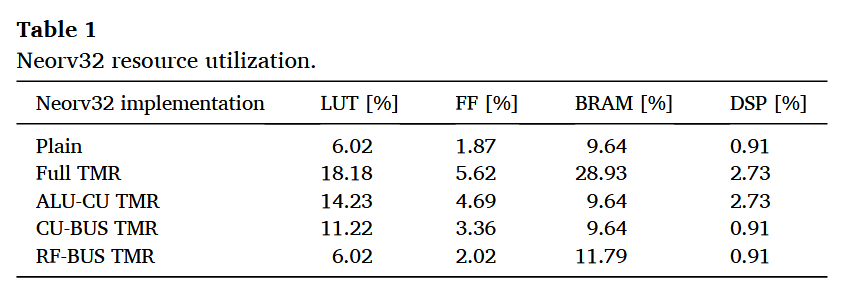 Table 1
Neorv32 resource utilization.
Neorv32 implementation LUT [%] FF [%] BRAM [%] DSP [%]
Plain 6.02 1.87 9.64 0.91
Full TMR 18.18 5.62 28.93 2.73
ALU-CU TMR 14.23 4.69 9.64 2.73
CU-BUS TMR 11.22 3.36 9.64 0.91
RF-BUS TMR 6.02 2.02 11.79 0.91